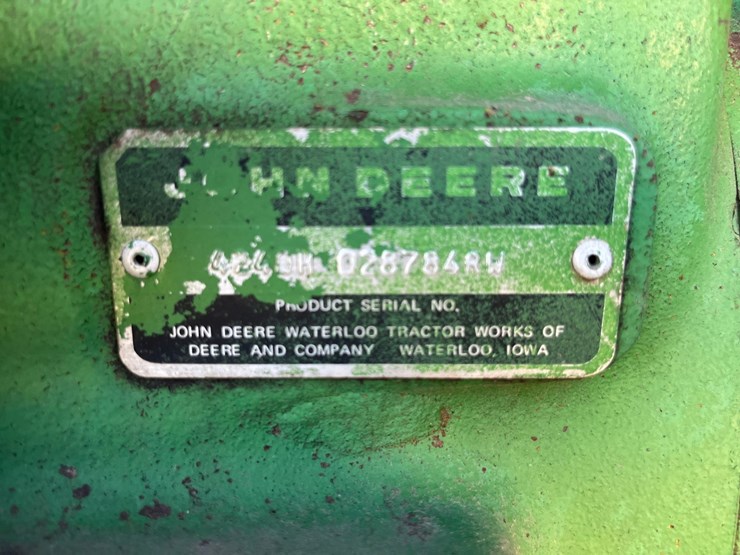 JOHN DEERE
028784RW
PRODUCT SERIAL NO.
JOHN DEERE WATERLOO TRACTOR WORKS OF
DEERE AND COMPANY WATERLOO, IOWA